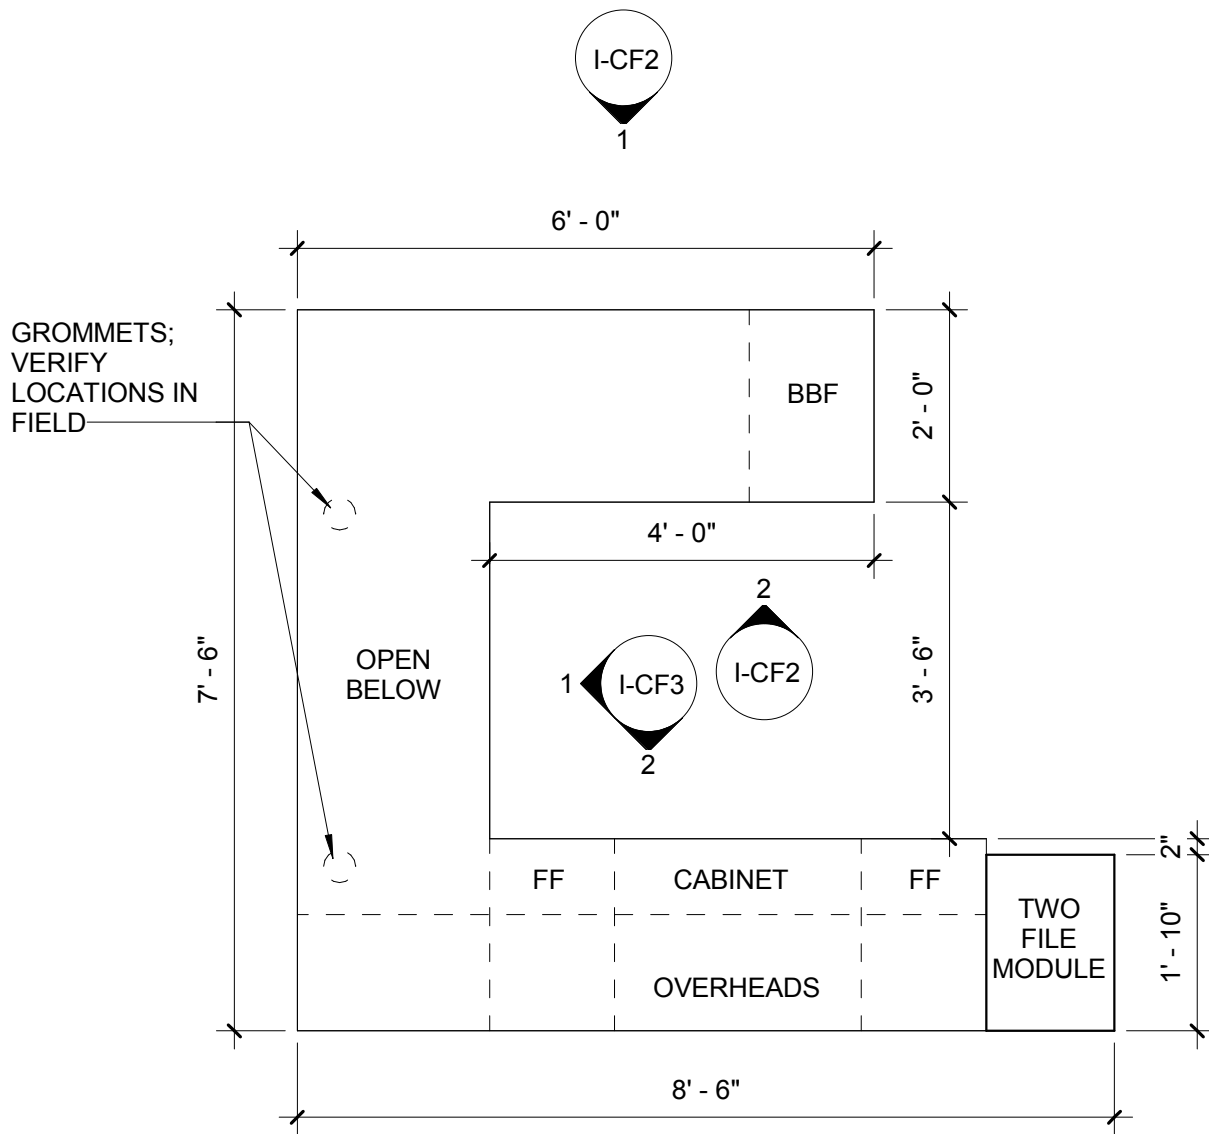 I-CF2
1
6' - 0"
GROMMETS;
VERIFY
LOCATIONS IN
FIELD
BBF
2' - 0"
4' - 0"
7' - 6"
OPEN
BELOW
1
I-CF3
2
2
I-CF2
3' - 6"
2"
FF
CABINET
FF
TWO
FILE
MODULE
1' - 10"
OVERHEADS
8' - 6"